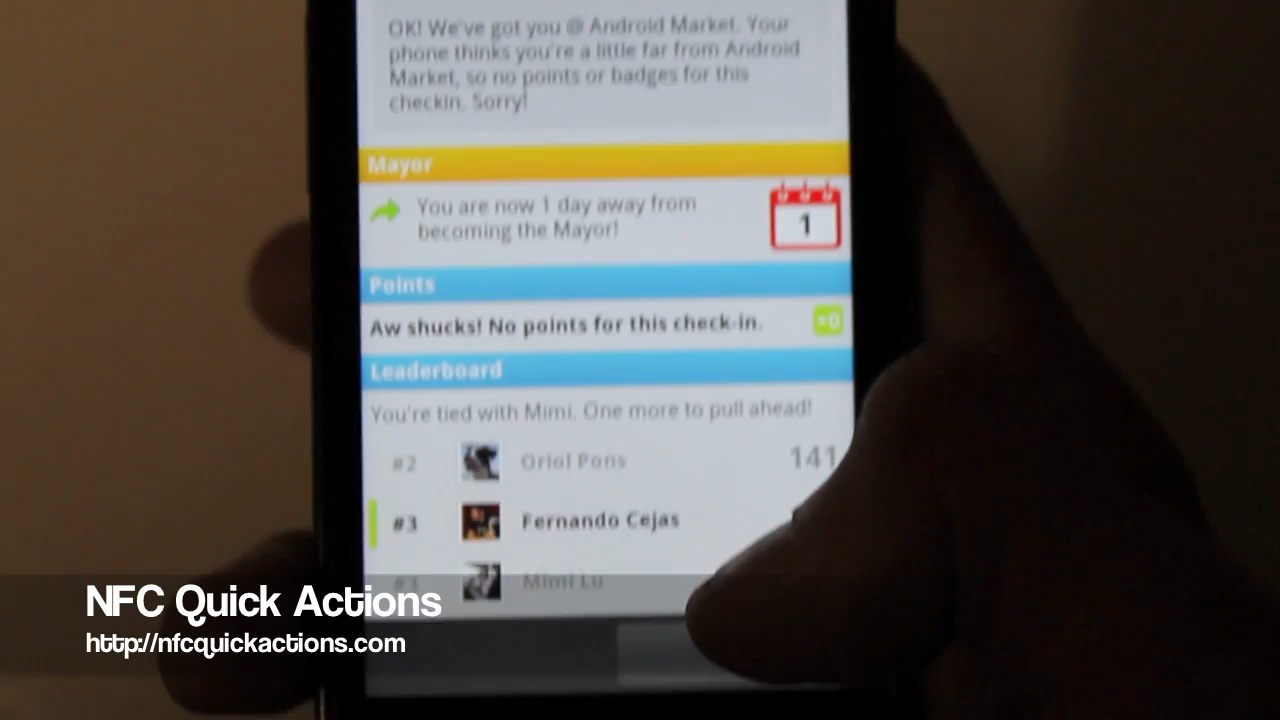 OK! We've got you @ Android Market. Your
phone thinks you're a little far from Android
Market, so no points or badges for this
checkin. Sorry!
Mayor
You are now 1 day away from
becoming the Mayor!
1
Points
Aw shucks! No points for this check-in.
+0
Leaderboard
You're tied with Mimi. One more to pull ahead!
#2 Oriol Pons 141
#3 Fernando Cejas
#3 Mimi Lu
NFC Quick Actions
http://nfcquickactions.com